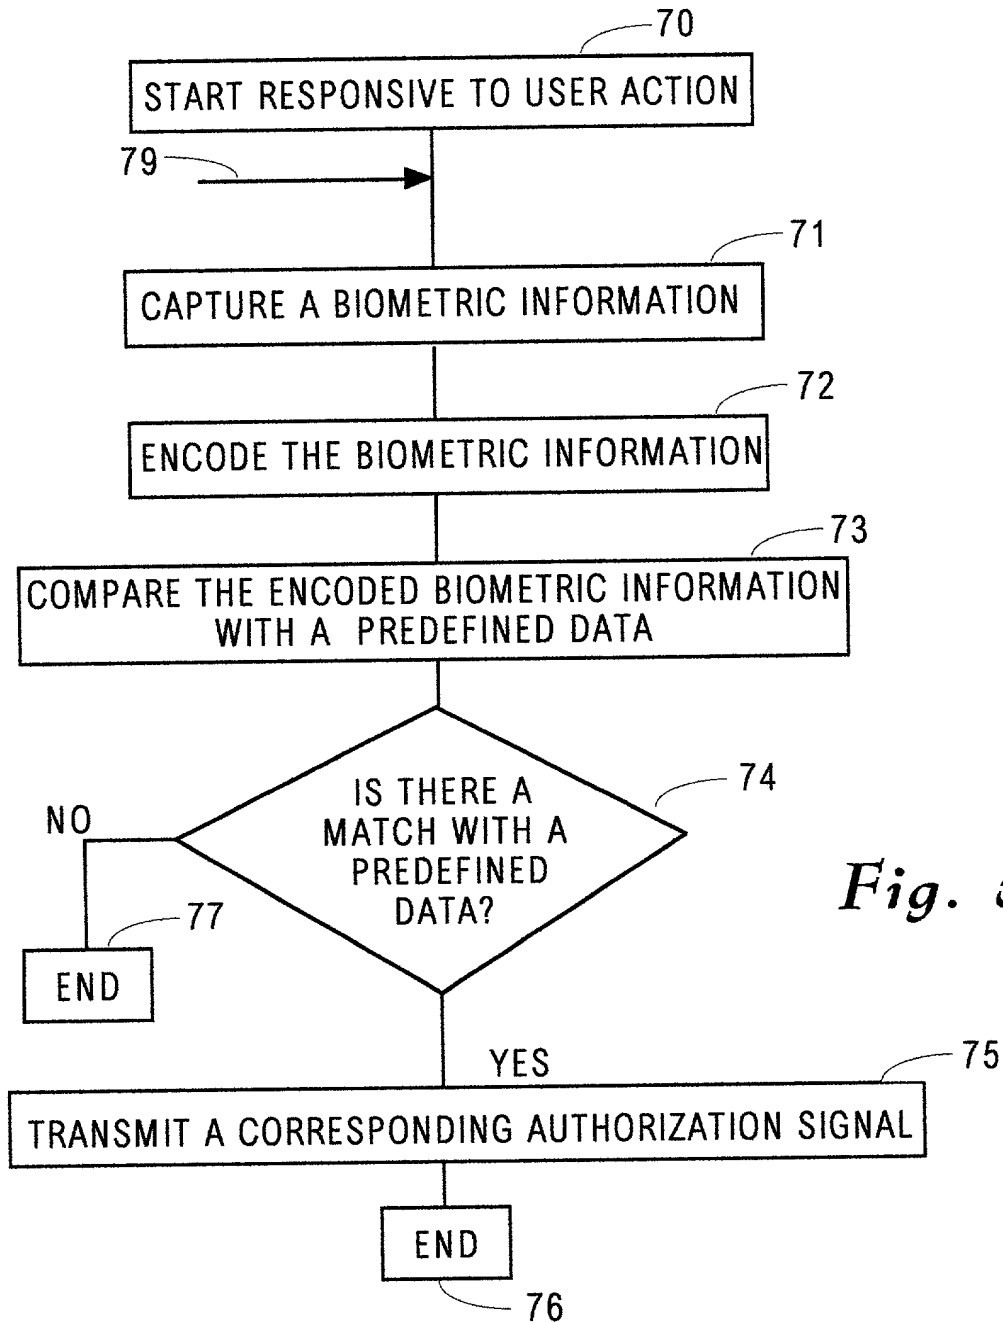 70
START RESPONSIVE TO USER ACTION
79
71
CAPTURE A BIOMETRIC INFORMATION
72
ENCODE THE BIOMETRIC INFORMATION
73
COMPARE THE ENCODED BIOMETRIC INFORMATION
WITH A PREDEFINED DATA
74
IS THERE A
MATCH WITH A
PREDEFINED
DATA?
NO
Fig.
77
END
YES
75
TRANSMIT A CORRESPONDING AUTHORIZATION SIGNAL
END
76